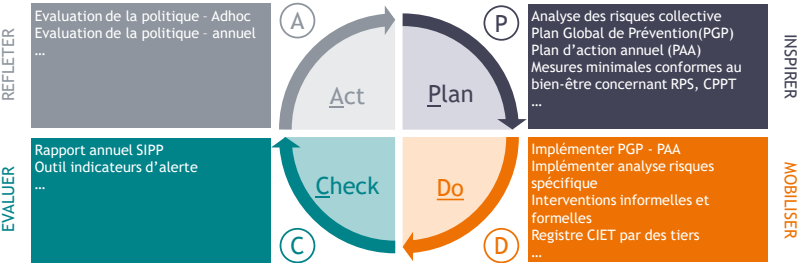 REFLETER
Evaluation de la politique – Adhoc
Evaluation de la politique – annuel
…
A
Act
P
Plan
Analyse des risques collective
Plan Global de Prévention(PGP)
Plan d’action annuel (PAA)
Mesures minimales conformes au
bien-être concernant RPS, CPPT
…
INSPIRER
EVALUER
Rapport annuel SIPP
Outil indicateurs d’alerte
…
C
Check
D
Do
Implémenter PGP - PAA
Implémenter analyse risques
spécifique
Interventions informelles et
formelles
Registre CIET par des tiers
…
MOBILISER